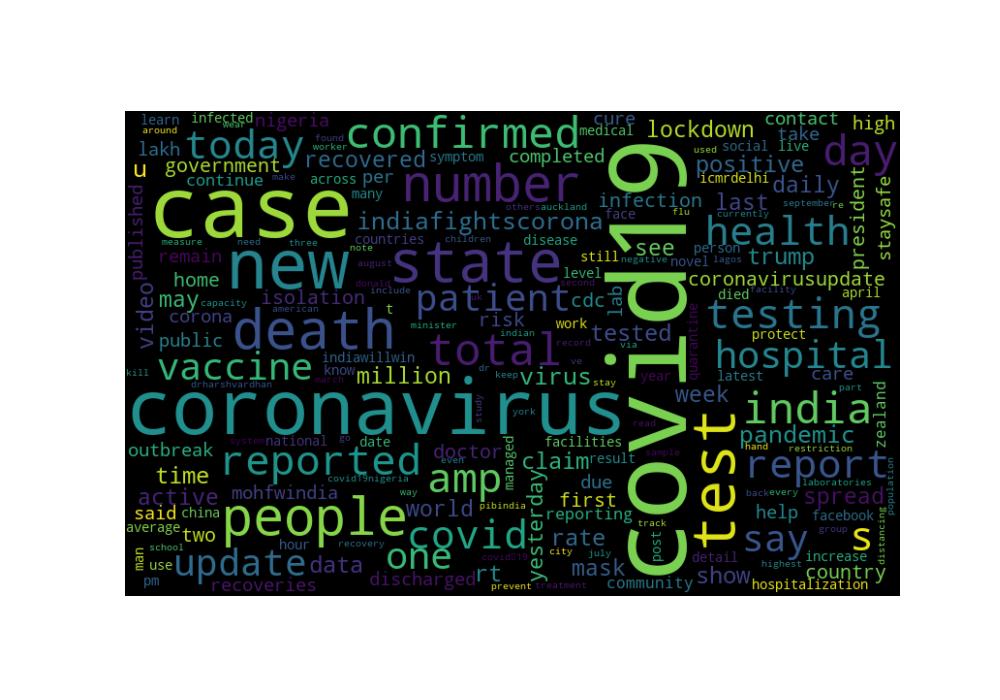 learn infected nigeria cure contact high
around wear confirmed found medical lockdown take
lakh today worker completed used social live day
u government recovered symptom positive
continue across per many infection icmrdelhi daily
case number others auckland face flu last september re
published indiafightscorona health president staysafe
measure need three note countries children disease see person currently
remain new state still negative novel lagos trump
home august level coronavirusupdate
may capacity isolation donald patient cdc second lab died facility april
video corona american include t uk risk work tested quarantine testing
public death minister indian via protect
indiawillwin total record ve hospital
kill vaccine know million dr keep virus stay year latest care
drharshvardhan march week part
coronavirus study york read covid19 test india zealand
system national go date facilities sample hand pandemic restriction
outbreak reported doctor even managed claim result report
time covid19nigeria way amp due back every laboratories population
active mohfwindia world pibindia yesterday first spread
said china people covid reporting track help facebook
average two one city rate post say group s distancing
man school hour recovery covid019 july detail increase
use update data rt mask show highest country
pm recoveries discharged prevent treatment community hospitalization